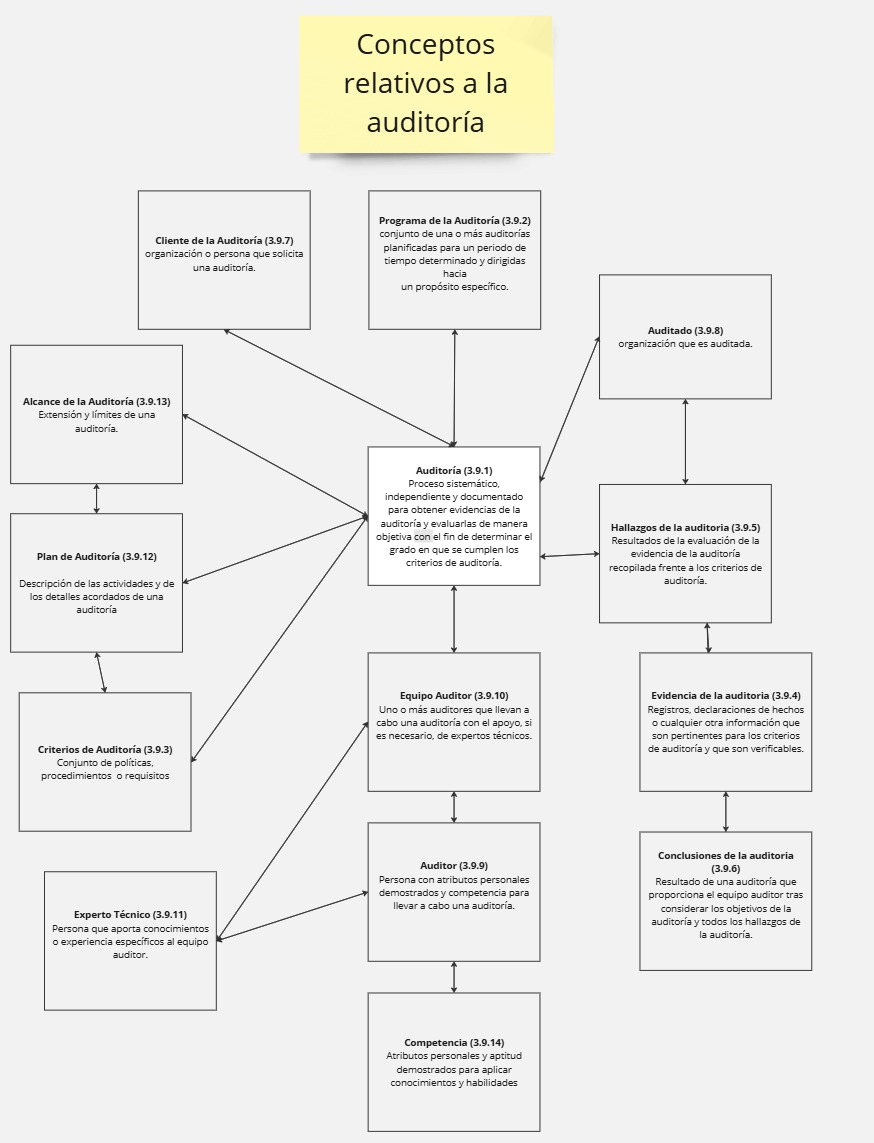 Conceptos
relativos a la
auditoría
Cliente de la Auditoría (3.9.7)
organización o persona que solicita
una auditoría.
Programa de la Auditoría (3.9.2)
conjunto de una o más auditorías
planificadas para un periodo de
tiempo determinado y dirigidas
hacia
un propósito específico.
Auditado (3.9.8)
organización que es auditada.
Alcance de la Auditoría (3.9.13)
Extensión y límites de una
auditoría.
Auditoría (3.9.1)
Proceso sistemático,
independiente y documentado
para obtener evidencias de la
auditoría y evaluarlas de manera
objetiva con el fin de determinar el
grado en que se cumplen los
criterios de auditoría.
Hallazgos de la auditoria (3.9.5)
Resultados de la evaluación de la
evidencia de la auditoría
recopilada frente a los criterios de
auditoría.
Plan de Auditoría (3.9.12)
Descripción de las actividades y de
los detalles acordados de una
auditoría
Equipo Auditor (3.9.10)
Uno o más auditores que llevan a
cabo una auditoría con el apoyo, si
es necesario, de expertos técnicos.
Evidencia de la auditoria (3.9.4)
Registros, declaraciones de hechos
o cualquier otra información que
son pertinentes para los criterios
de auditoría y que son verificables.
Criterios de Auditoría (3.9.3)
Conjunto de políticas,
procedimientos  o requisitos
Auditor (3.9.9)
Persona con atributos personales
demostrados y competencia para
llevar a cabo una auditoría.
Conclusiones de la auditoria
(3.9.6)
Resultado de una auditoría que
proporciona el equipo auditor tras
considerar los objetivos de la
auditoría y todos los hallazgos de
la auditoría.
Experto Técnico (3.9.11)
Persona que aporta conocimientos
o experiencia específicos al equipo
auditor.
Competencia (3.9.14)
Atributos personales y aptitud
demostrados para aplicar
conocimientos y habilidades